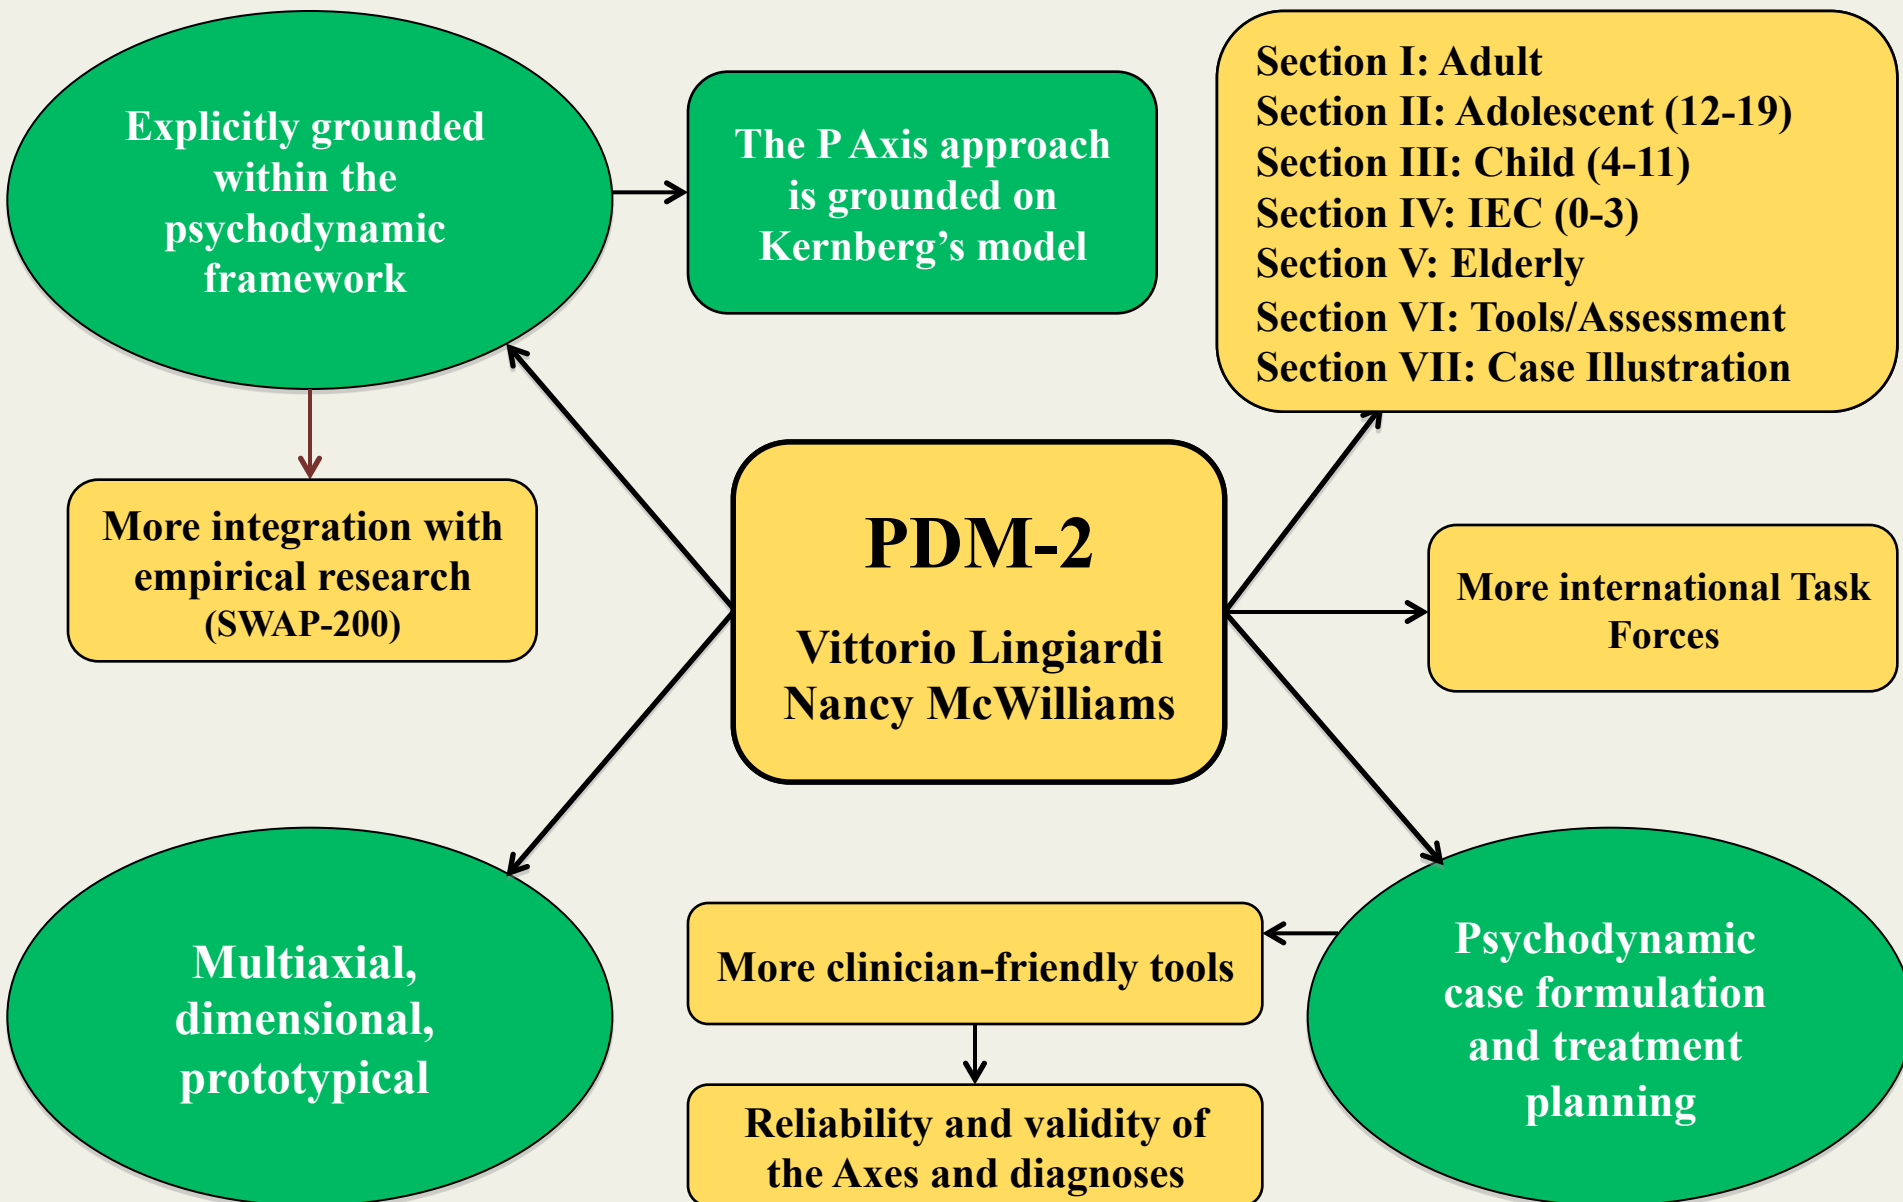 Explicitly grounded
within the
psychodynamic
framework
The P Axis approach
is grounded on
Kernberg’s model
Section I: Adult
Section II: Adolescent (12-19)
Section III: Child (4-11)
Section IV: IEC (0-3)
Section V: Elderly
Section VI: Tools/Assessment
Section VII: Case Illustration
More integration with
empirical research
(SWAP-200)
PDM-2
Vittorio Lingiardi
Nancy McWilliams
More international Task
Forces
Multiaxial,
dimensional,
prototypical
More clinician-friendly tools
Reliability and validity of
the Axes and diagnoses
Psychodynamic
case formulation
and treatment
planning